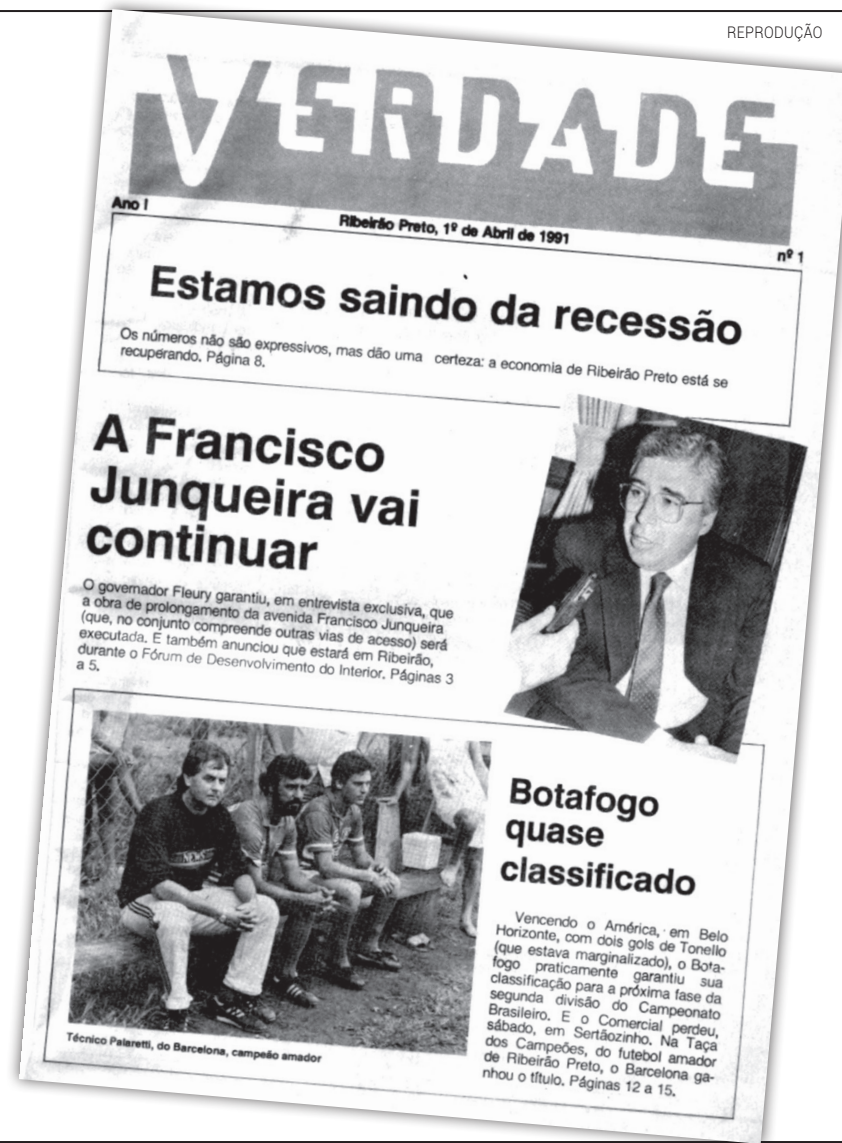 REPRODUÇÃO
VERDADE
Ano I
Ribeirão Preto, 1º de Abril de 1991
nº 1
Estamos saindo da recessão
Os números não são expressivos, mas dão uma certeza: a economia de Ribeirão Preto está se
recuperando. Página 8.
A Francisco
Junqueira vai
continuar
O governador Fleury garantiu, em entrevista exclusiva, que
a obra de prolongamento da avenida Francisco Junqueira
(que, no conjunto compreende outras vias de acesso) será
executada. E também anunciou que estará em Ribeirão,
durante o Fórum de Desenvolvimento do Interior. Páginas 3
a 5.
Técnico Palaretti, do Barcelona, campeão amador
Botafogo
quase
classificado
Vencendo o América, em Belo
Horizonte, com dois gols de Tonello
(que estava marginalizado), o Bota-
fogo praticamente garantiu sua
classificação para a próxima fase da
segunda divisão do Campeonato
Brasileiro. E o Comercial perdeu,
sábado, em Sertãozinho. Na Taça
dos Campeões, do futebol amador
de Ribeirão Preto, o Barcelona ga-
nhou o título. Páginas 12 a 15.